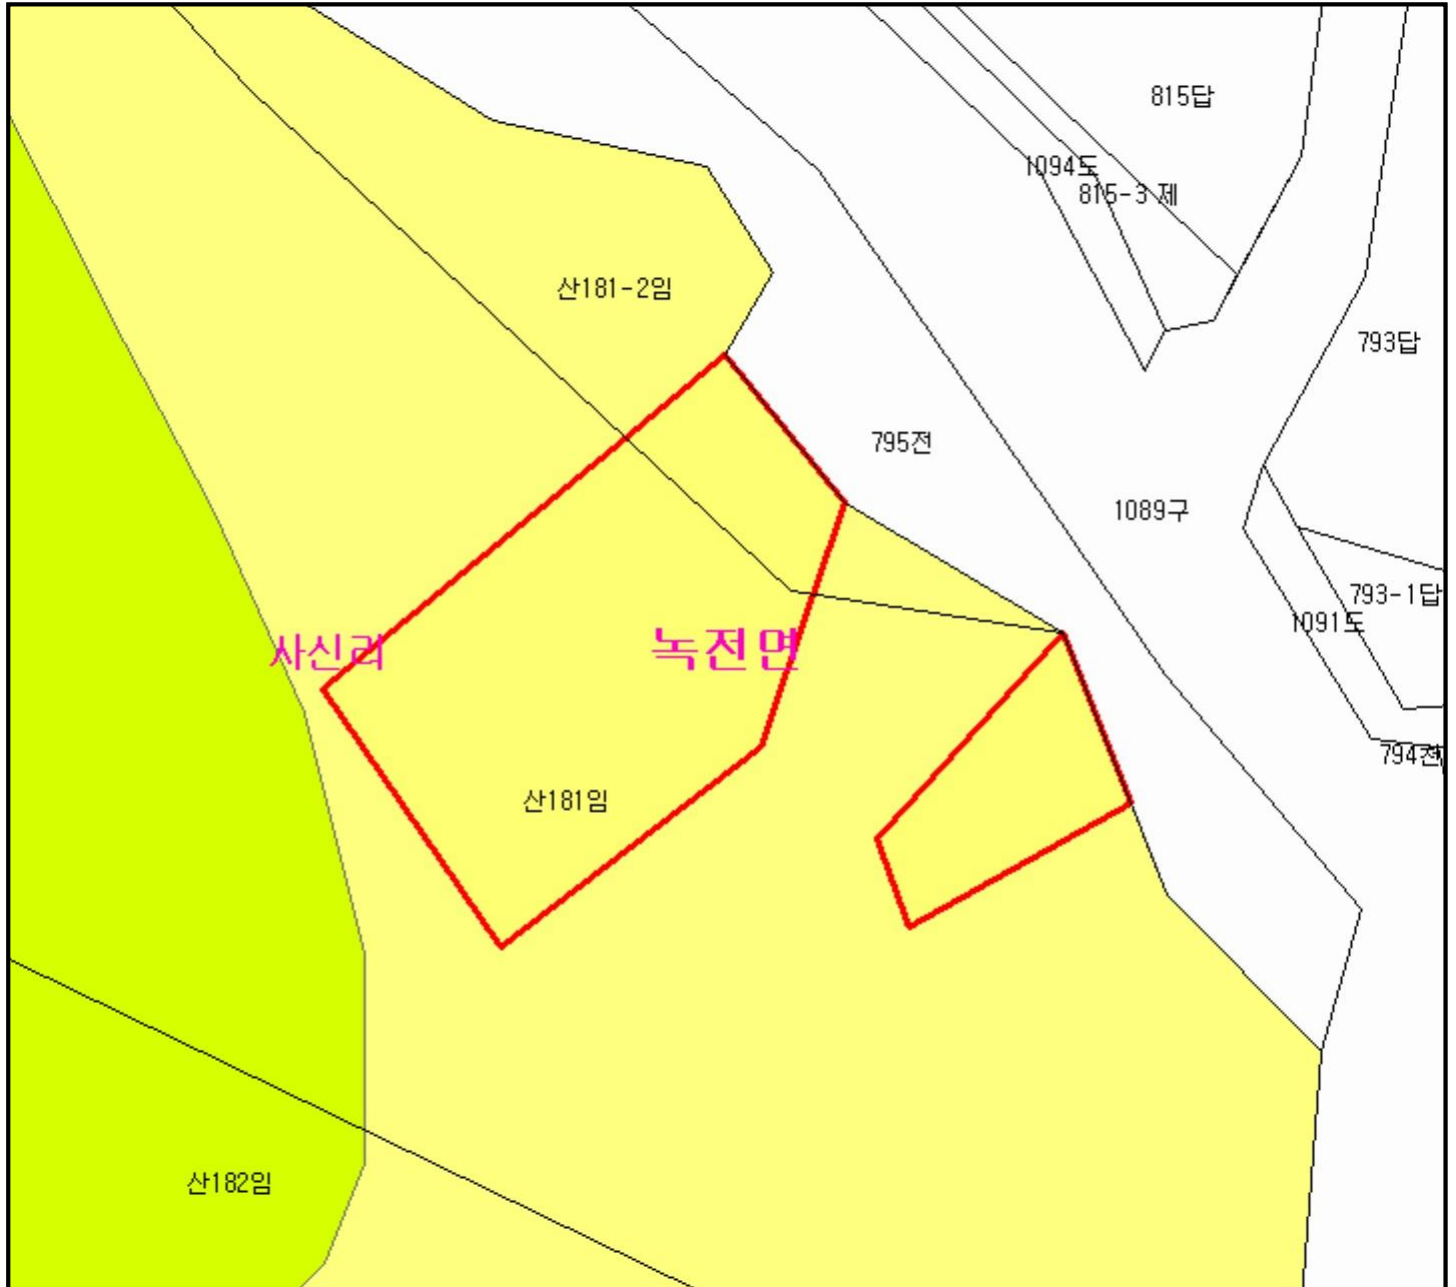 815답
1094도
815-3 제
산181-2임
793답
795전
1089구
793-1답
1091도
사신리
녹전면
794전
산181임
산182임